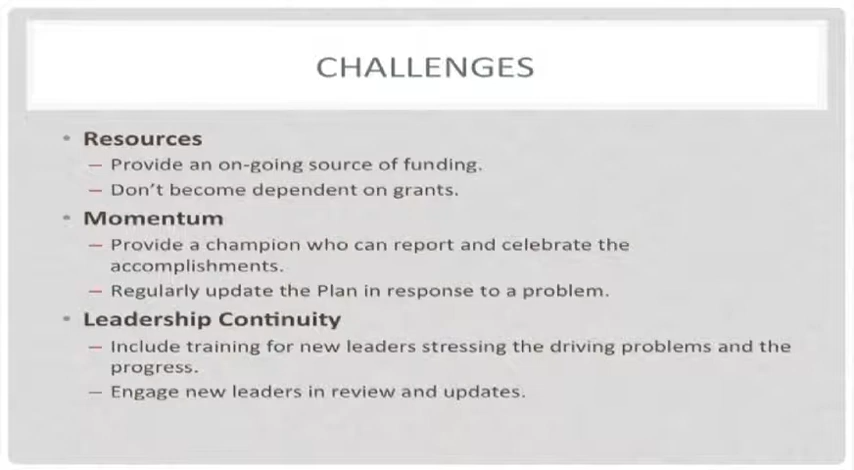 CHALLENGES
• Resources
– Provide an on-going source of funding.
– Don't become dependent on grants.
• Momentum
– Provide a champion who can report and celebrate the
accomplishments.
– Regularly update the Plan in response to a problem.
• Leadership Continuity
– Include training for new leaders stressing the driving problems and the
progress.
– Engage new leaders in review and updates.